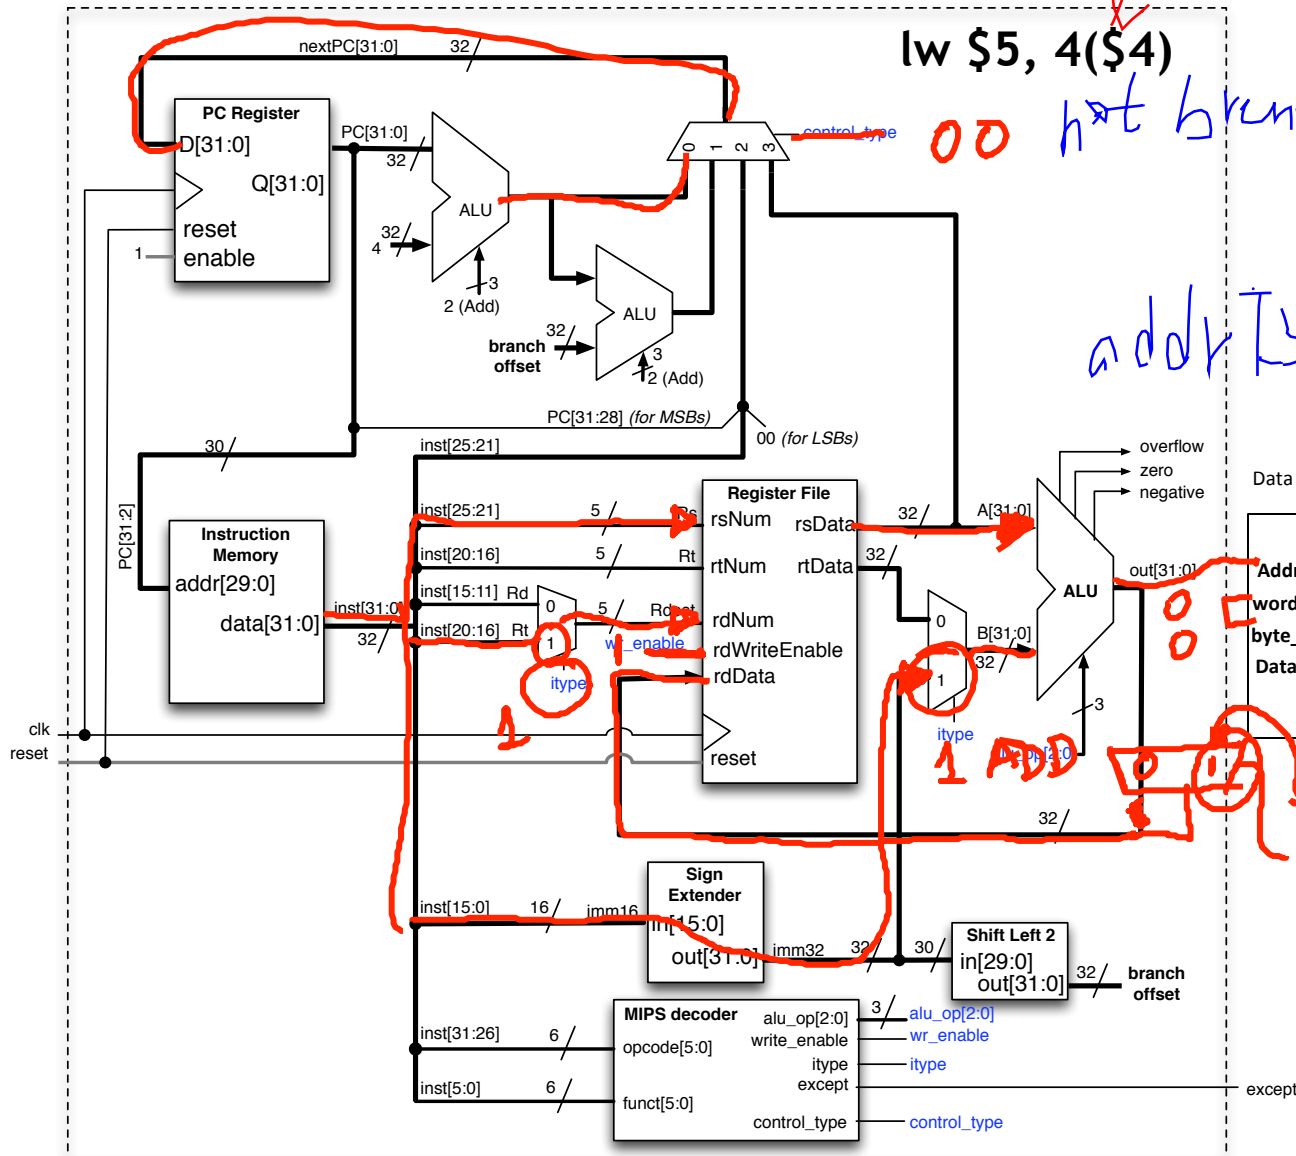 lw $5, 4($4)
nextPC[31:0]
32
control_type
00
not
PC Register
D[31:0]
Q[31:0]
reset
enable
1
PC[31:0]
32
0
1
2
3
ALU
32
4
3
2 (Add)
ALU
32
branch
offset
3
2 (Add)
addr
PC[31:28] (for MSBs)
00 (for LSBs)
30
PC[31:2]
inst[25:21]
overflow
zero
negative
Data
Instruction
Memory
addr[29:0]
data[31:0]
inst[31:0]
32
inst[25:21]
5
Rs
inst[20:16]
5
Rt
inst[15:11] Rd
inst[20:16] Rt
0
1
5
wr_enable
itype
1
1
Register File
rsNum
rsData
rtNum
rtData
rdNum
rdWriteEnable
rdData
reset
32
A[31:0]
32
0
1
B[31:0]
32
itype
1 ADD
ALU
3
out[31:0]
0
0
Addr
word
byte_
Data
0
1
clk
reset
32
Sign
Extender
in[15:0]
out[31:0]
inst[15:0]
16
imm16
imm32
32
30
Shift Left 2
in[29:0]
out[31:0]
32
branch
offset
MIPS decoder
inst[31:26]
6
opcode[5:0]
inst[5:0]
6
funct[5:0]
alu_op[2:0]
3
alu_op[2:0]
write_enable
wr_enable
itype
itype
except
except
control_type
control_type